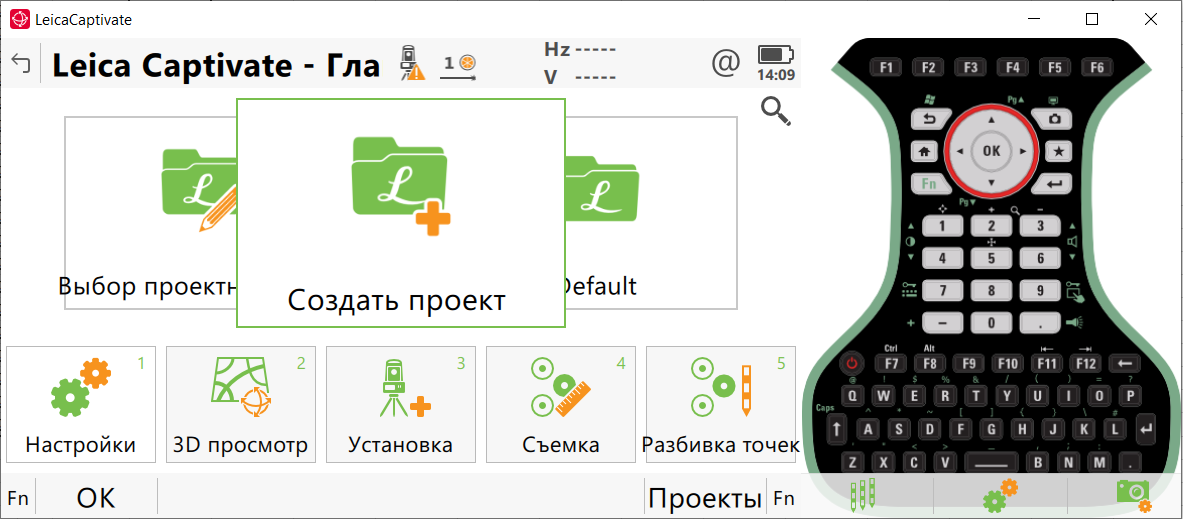 LeicaCaptivate
Leica Captivate - Гла
1
Hz -----
V -----
@
14:09
Выбор проектн
Создать проект
Default
1
Настройки
2
3D просмотр
3
Установка
4
Съемка
5
Разбивка точек
Fn
OK
Проекты
Fn
F1 F2 F3 F4 F5 F6
Pg▲
OK
Fn
Pg▼
+ -
1 2 3
4 5 6
7 8 9
+ - 0 .
Ctrl Alt
F7 F8 F9 F10 F11 F12
@ ! $ % & / ( ) = ?
Q W E R T Z U I O P
Caps
^ * ~ [ ] { } \ #
A S D F G H J K L
Z X C V B N M .